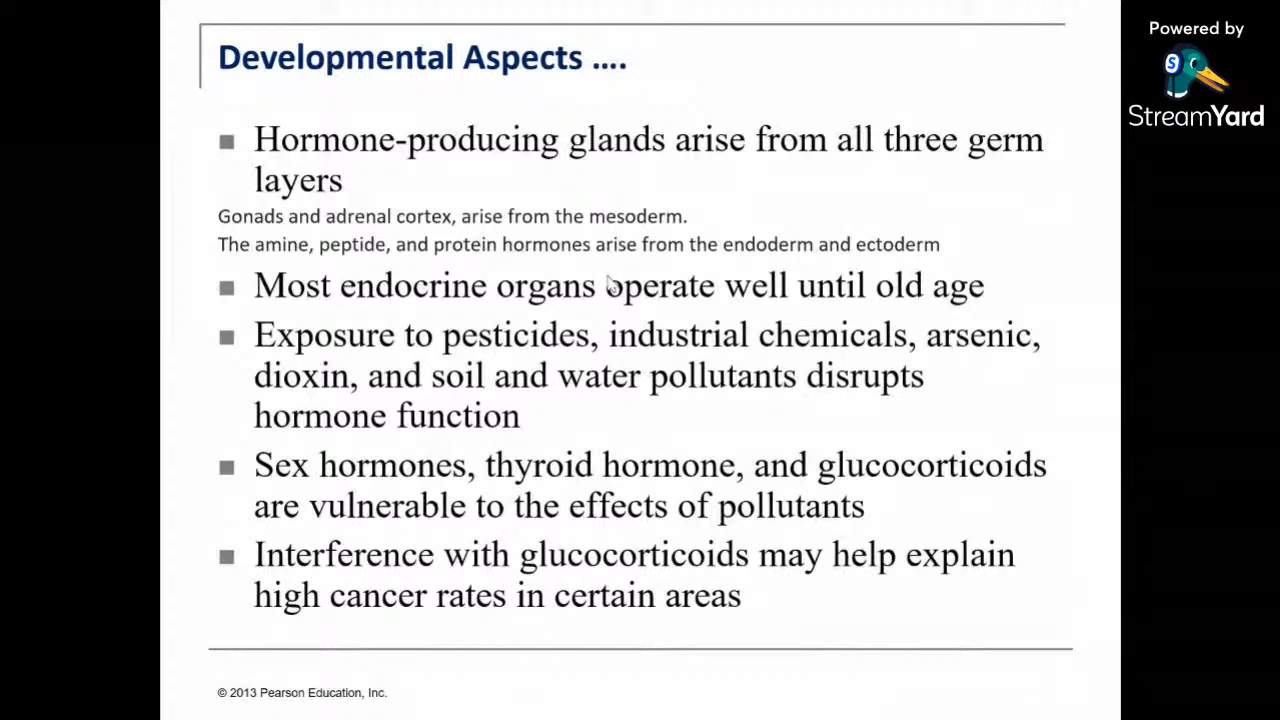 Developmental Aspects ....
Powered by
StreamYard
Hormone-producing glands arise from all three germ
layers
Gonads and adrenal cortex, arise from the mesoderm.
The amine, peptide, and protein hormones arise from the endoderm and ectoderm
Most endocrine organs operate well until old age
Exposure to pesticides, industrial chemicals, arsenic,
dioxin, and soil and water pollutants disrupts
hormone function
Sex hormones, thyroid hormone, and glucocorticoids
are vulnerable to the effects of pollutants
Interference with glucocorticoids may help explain
high cancer rates in certain areas
© 2013 Pearson Education, Inc.